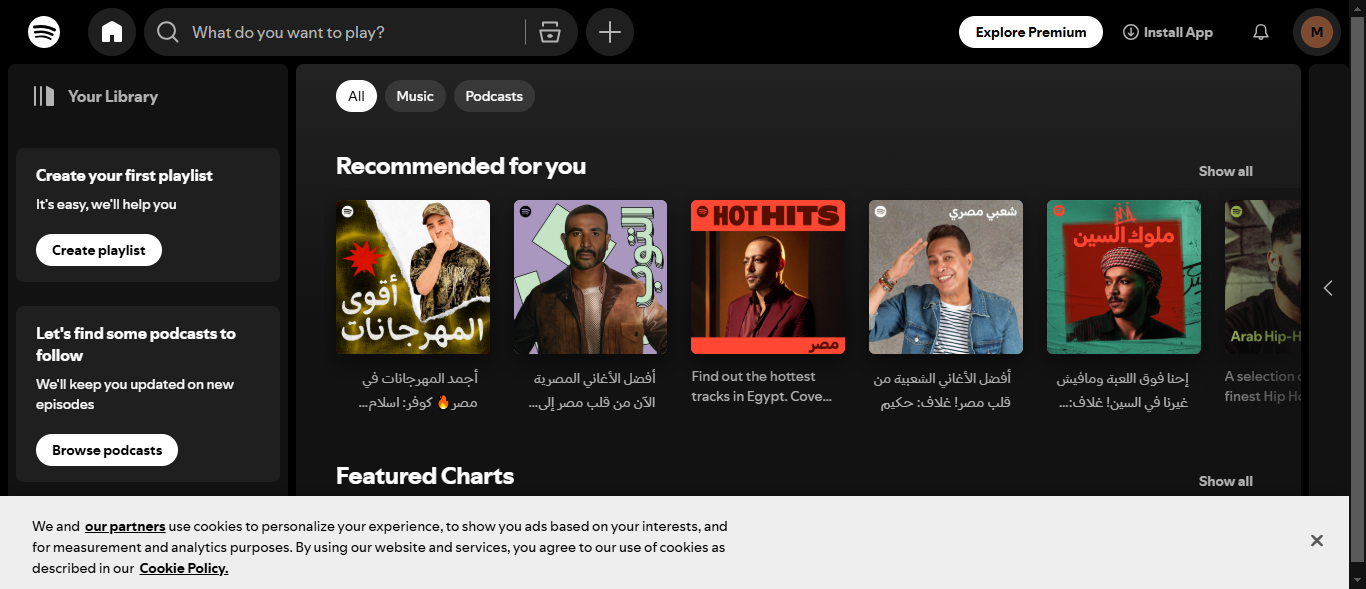 What do you want to play?
Explore Premium
Install App
M
Your Library
Create your first playlist
It's easy, we'll help you
Create playlist
Let's find some podcasts to
follow
We'll keep you updated on new
episodes
Browse podcasts
All
Music
Podcasts
Recommended for you
Show all
أقوى
المهرجانات
أجمد المهرجانات في
مصر🔥 كوفر: اسلام...
التوب
أفضل الأغاني المصرية
الآن من قلب مصر إلى...
HOT HITS
مصر
Find out the hottest
tracks in Egypt. Cove...
شعبي مصري
أفضل الأغاني الشعبية من
قلب مصر! غلاف: حكيم
ملوك السين
إحنا فوق اللعبة ومافيش
غيرنا في السين! غلاف:...
Arab Hip-H
A selection
finest Hip Ho
Featured Charts
Show all
We and our partners use cookies to personalize your experience, to show you ads based on your interests, and
for measurement and analytics purposes. By using our website and services, you agree to our use of cookies as
described in our Cookie Policy.